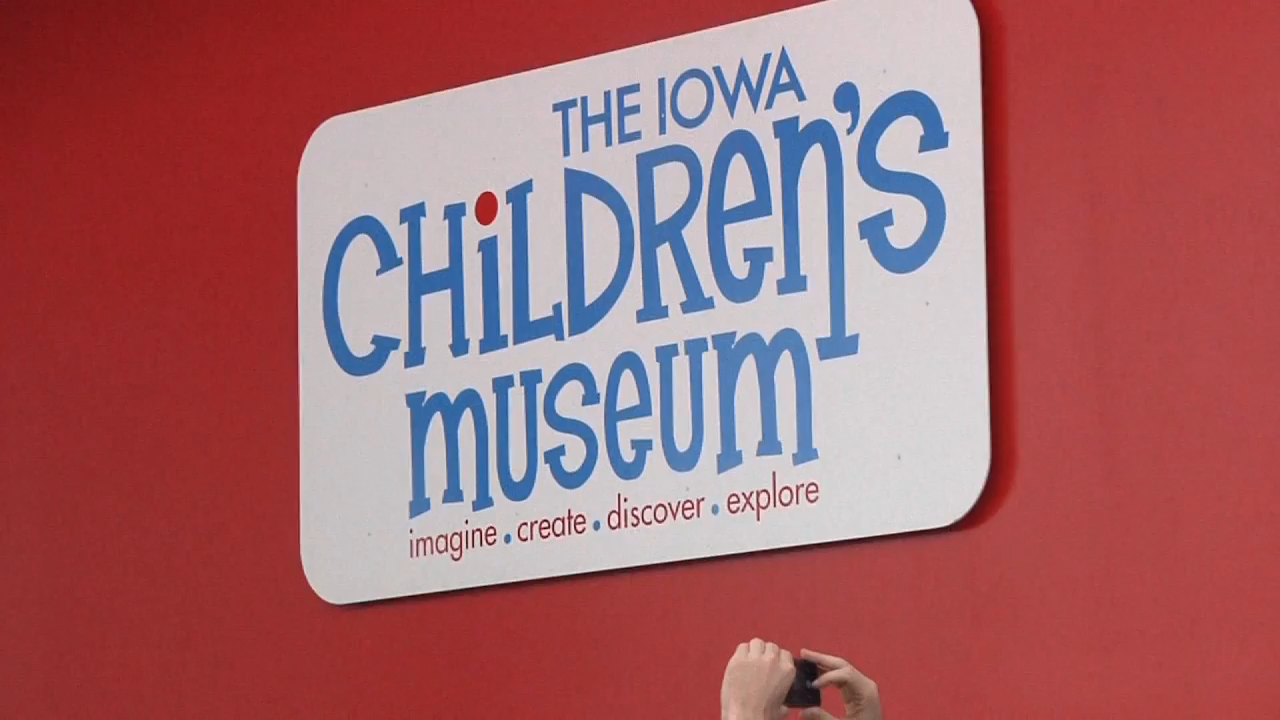 THE IOWA
CHiLDRen's
museum
imagine • create • discover • explore